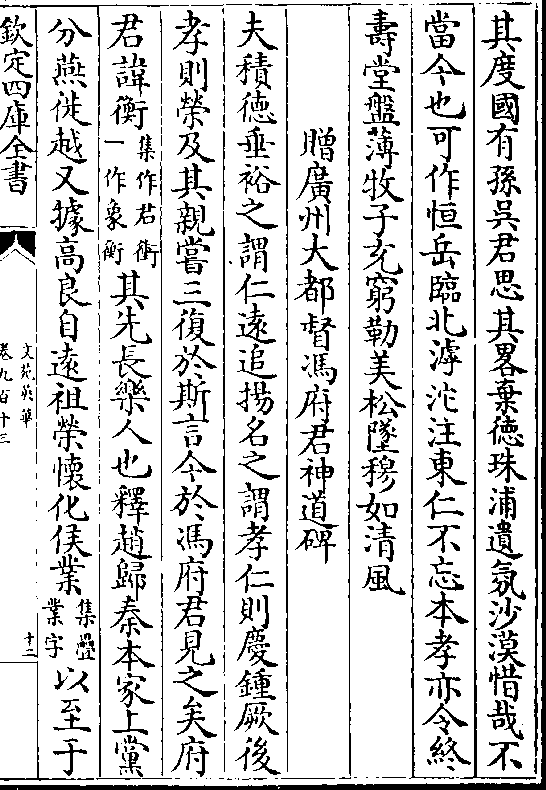 其度國有孫吳君思其畧棄德珠浦遺氛沙漠惜哉不
當今也可作恒岳臨北滹沱注東仁不忘本孝亦令終
壽堂盤薄牧子充窮勒美松墜穆如清風
贈廣州大都督馮府君神道碑
夫積德垂裕之謂仁遠追揚名之謂孝仁則慶鍾厥後
孝則榮及其親嘗三復於斯言今於馮府君見之矣府
君諱衡集作君衝一作象衝其先長樂人也釋趙歸秦本家上黨
分燕徙越又據高良自遠祖榮懷化侯業集疊業字以至于
欽定四庫全書
文苑英華
卷九百十三
十二